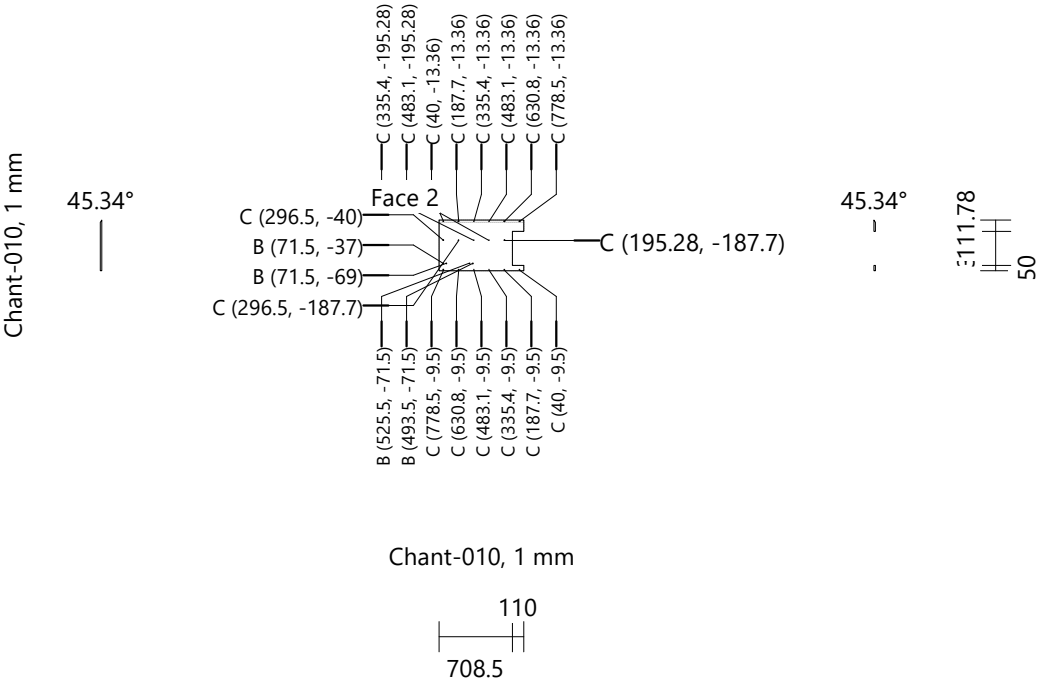 C (335.4, -195.28)
C (483.1, -195.28)
C (40, -13.36)
C (187.7, -13.36)
C (335.4, -13.36)
C (483.1, -13.36)
C (630.8, -13.36)
C (778.5, -13.36)
Chant-010, 1 mm
45.34°
Face 2
C (296.5, -40)
B (71.5, -37)
B (71.5, -69)
C (296.5, -187.7)
C (195.28, -187.7)
45.34°
111.78
50
B (525.5, -71.5)
B (493.5, -71.5)
C (778.5, -9.5)
C (630.8, -9.5)
C (483.1, -9.5)
C (335.4, -9.5)
C (187.7, -9.5)
C (40, -9.5)
Chant-010, 1 mm
110
708.5